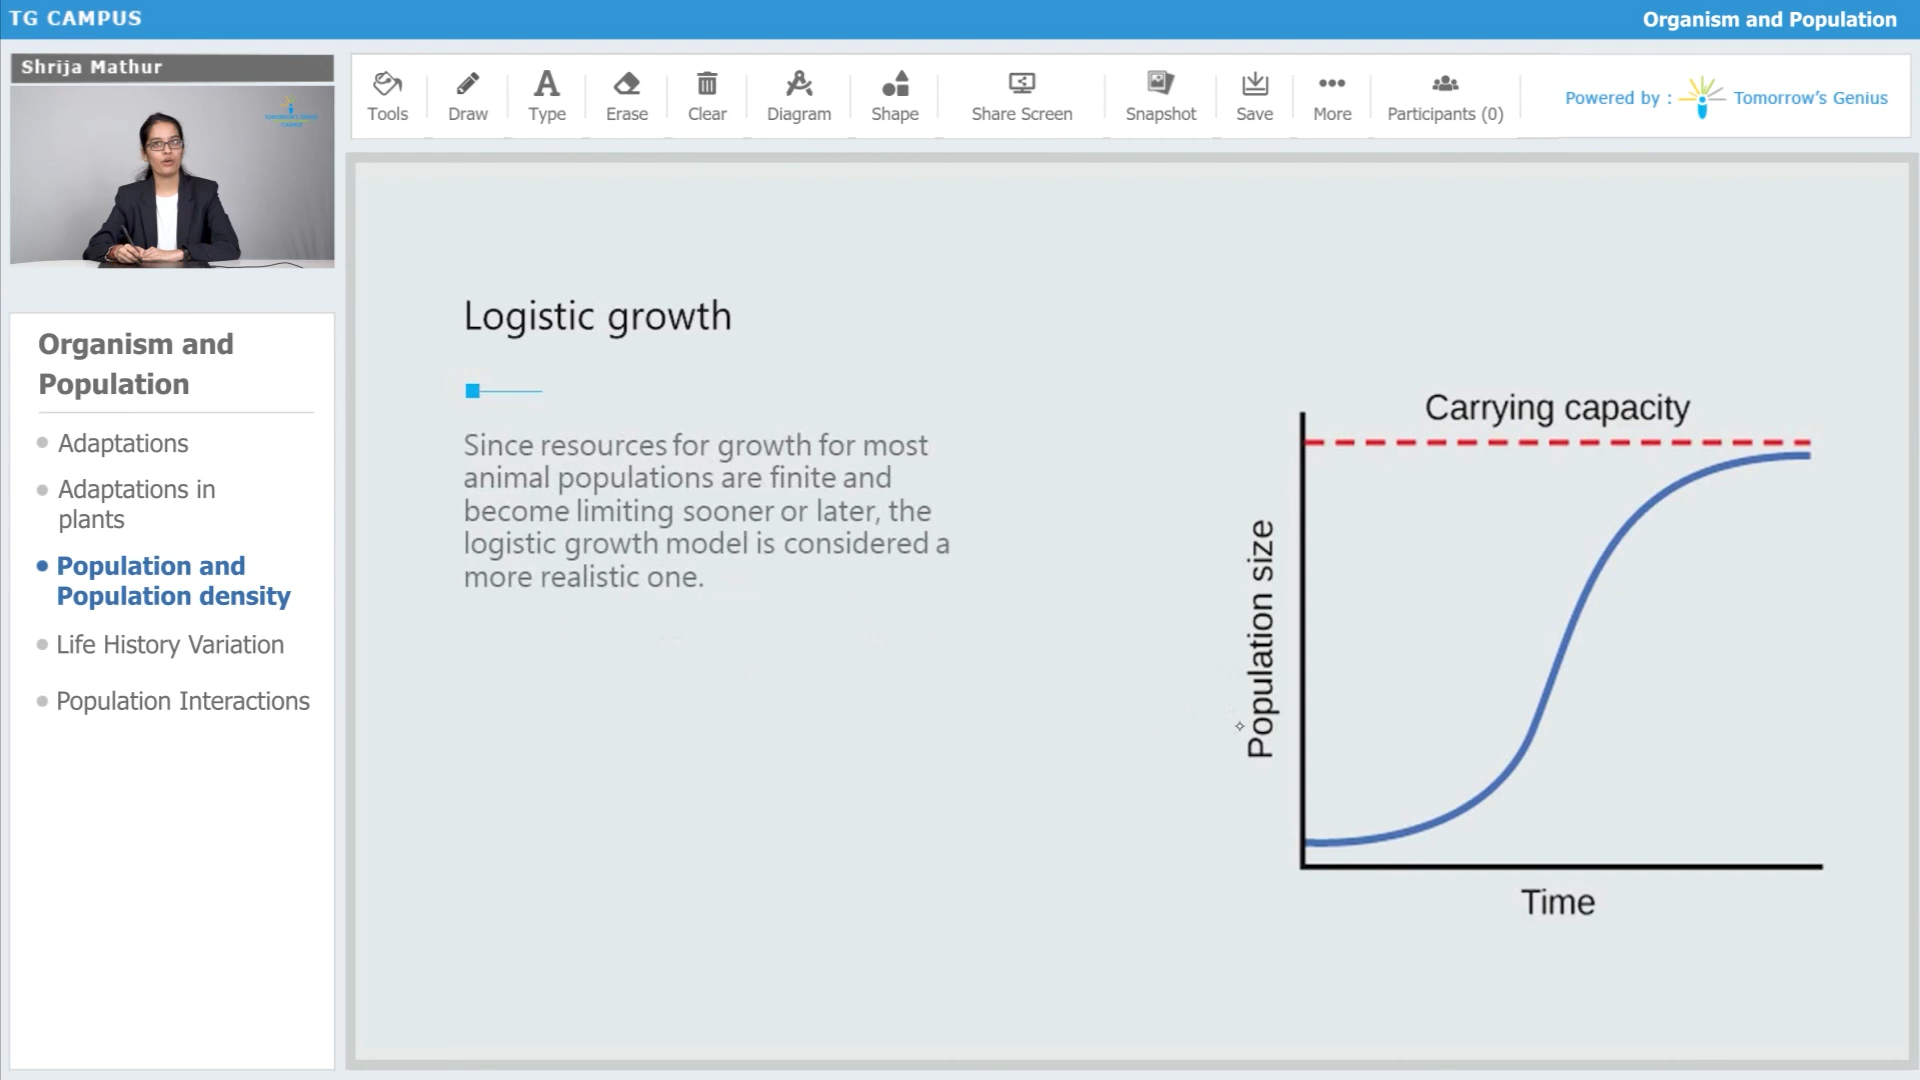 TG CAMPUS
Organism and Population
Shrija Mathur
Tools
Draw
Type
Erase
Clear
Diagram
Shape
Share Screen
Snapshot
Save
More
Participants (0)
Powered by :
Tomorrow's Genius
Organism and
Population
Adaptations
Adaptations in
plants
Population and
Population density
Life History Variation
Population Interactions
Logistic growth
Since resources for growth for most
animal populations are finite and
become limiting sooner or later, the
logistic growth model is considered a
more realistic one.
Carrying capacity
Population size
Time